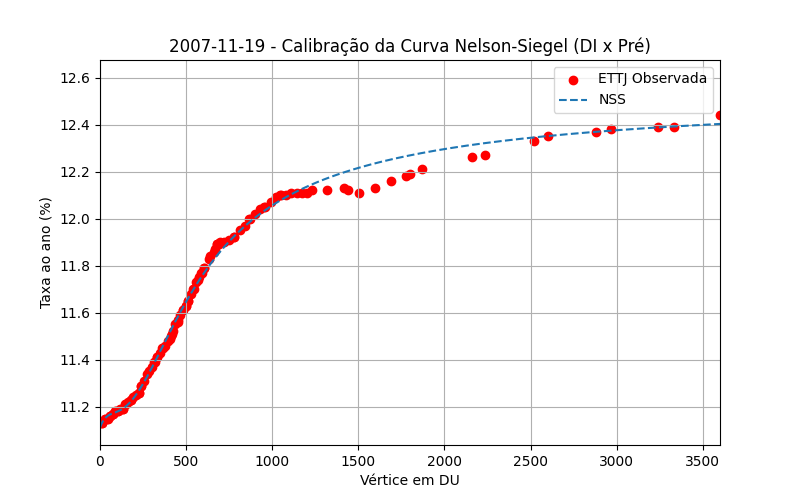 2007-11-19 - Calibração da Curva Nelson-Siegel (DI x Pré)
ETTJ Observada
NSS
Taxa ao ano (%)
12.6
12.4
12.2
12.0
11.8
11.6
11.4
11.2
0 500 1000 1500 2000 2500 3000 3500
Vértice em DU